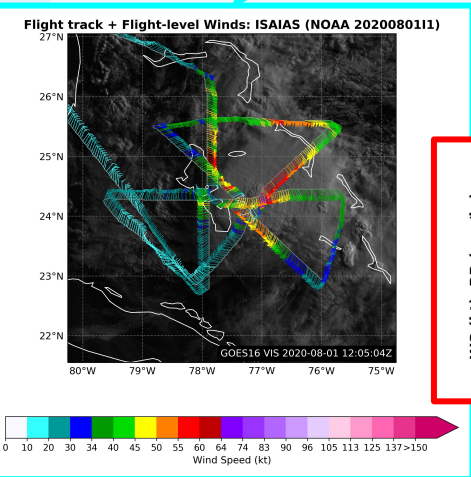 Flight track + Flight-level Winds: ISAIAS (NOAA 20200801I1)
27°N
26°N
25°N
24°N
23°N
22°N
GOES16 VIS 2020-08-01 12:05:04Z
80°W 79°W 78°W 77°W 76°W 75°W
0 10 20 30 34 40 45 50 55 60 64 74 83 90 96 105 113 125 137 >150
Wind Speed (kt)